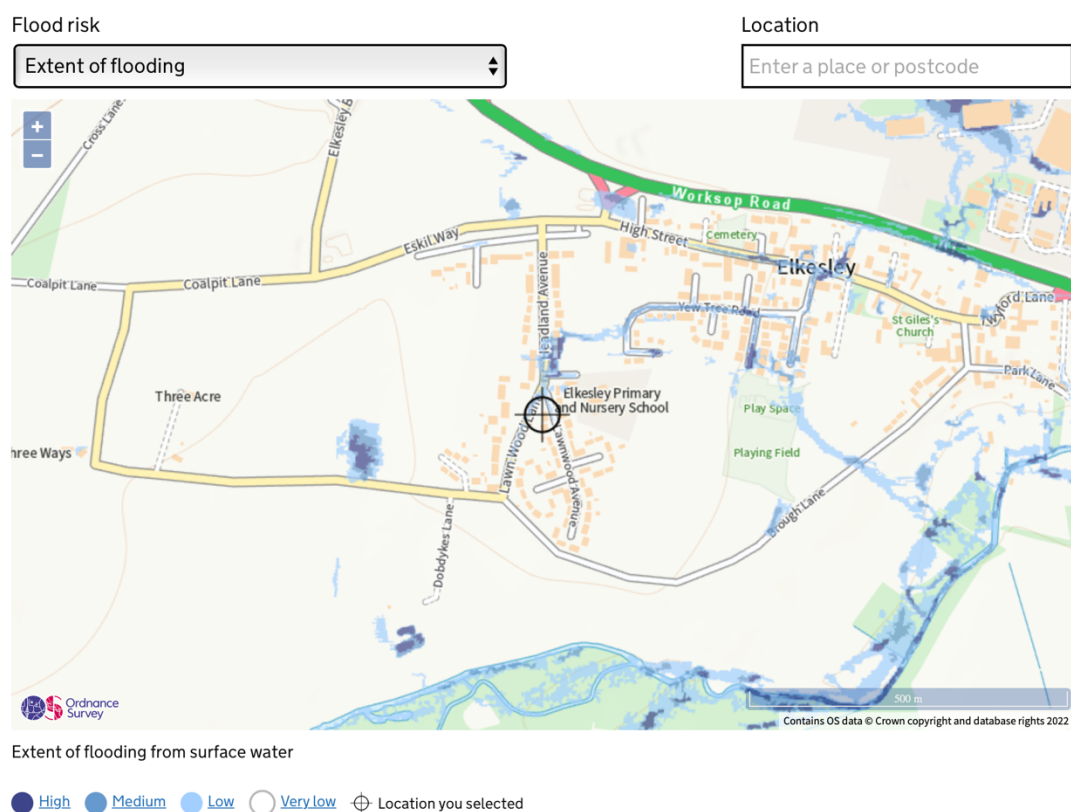 Flood risk
Location
Extent of flooding
Enter a place or postcode
+
−
Cross Lane
Worksop Road
Eskil Way
High Street
Cemetery
Elkesley
Coalpit Lane
Coalpit Lane
Headland Avenue
Yew Tree Road
St Giles's
Church
Park Lane
Three Acre
Elkesley Primary
and Nursery School
Play Space
Lawn Wood Lane
Lawnwood Avenue
Playing Field
Brough Lane
Dobdykes Lane
500 m
Ordnance
Survey
Contains OS data © Crown copyright and database rights 2022
Extent of flooding from surface water
High Medium Low Very low Location you selected